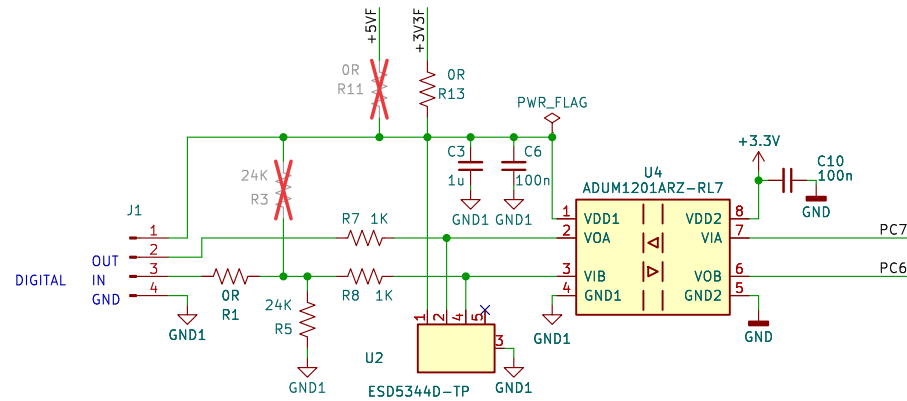 +5VF
+3V3F
0R
R11
0R
R13
PWR_FLAG
+3.3V
24K
R3
C3
1u
C6
100n
GND1
GND1
U4
ADUM1201ARZ-RL7
C10
100n
GND
J1
1
2
3
4
OUT
IN
GND
DIGITAL
R7 1K
R8 1K
0R
R1
24K
R5
GND1
GND1
1
2
3
4
VDD1
VOA
VIB
GND1
VDD2
VIA
VOB
GND2
8
7
6
5
PC7
PC6
GND1
GND
1
2
4
5
3
U2
ESD5344D-TP
GND1